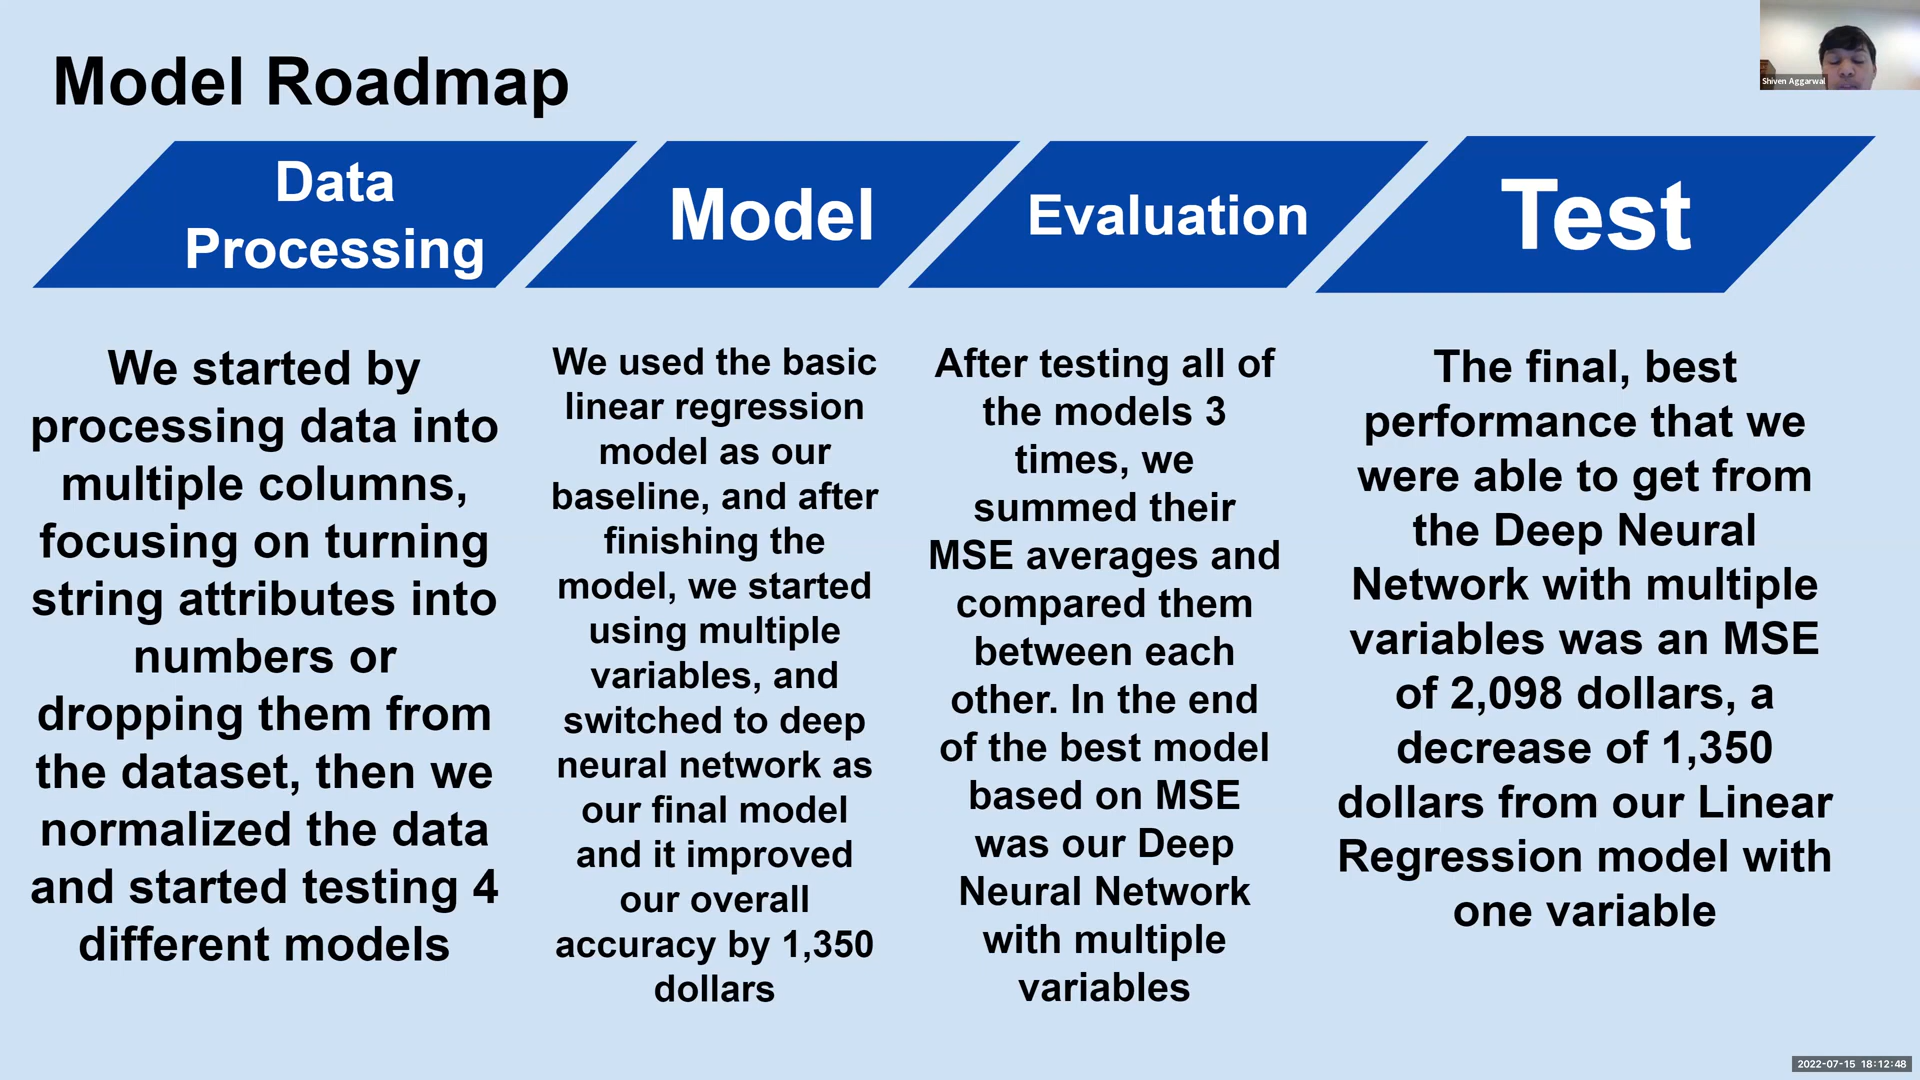 Model Roadmap
Shiven Aggarwal
Data
Processing
Model
Evaluation
Test
We started by
processing data into
multiple columns,
focusing on turning
string attributes into
numbers or
dropping them from
the dataset, then we
normalized the data
and started testing 4
different models
We used the basic
linear regression
model as our
baseline, and after
finishing the
model, we started
using multiple
variables, and
switched to deep
neural network as
our final model
and it improved
our overall
accuracy by 1,350
dollars
After testing all of
the models 3
times, we
summed their
MSE averages and
compared them
between each
other. In the end
of the best model
based on MSE
was our Deep
Neural Network
with multiple
variables
The final, best
performance that we
were able to get from
the Deep Neural
Network with multiple
variables was an MSE
of 2,098 dollars, a
decrease of 1,350
dollars from our Linear
Regression model with
one variable
2022-07-15 18:12:48